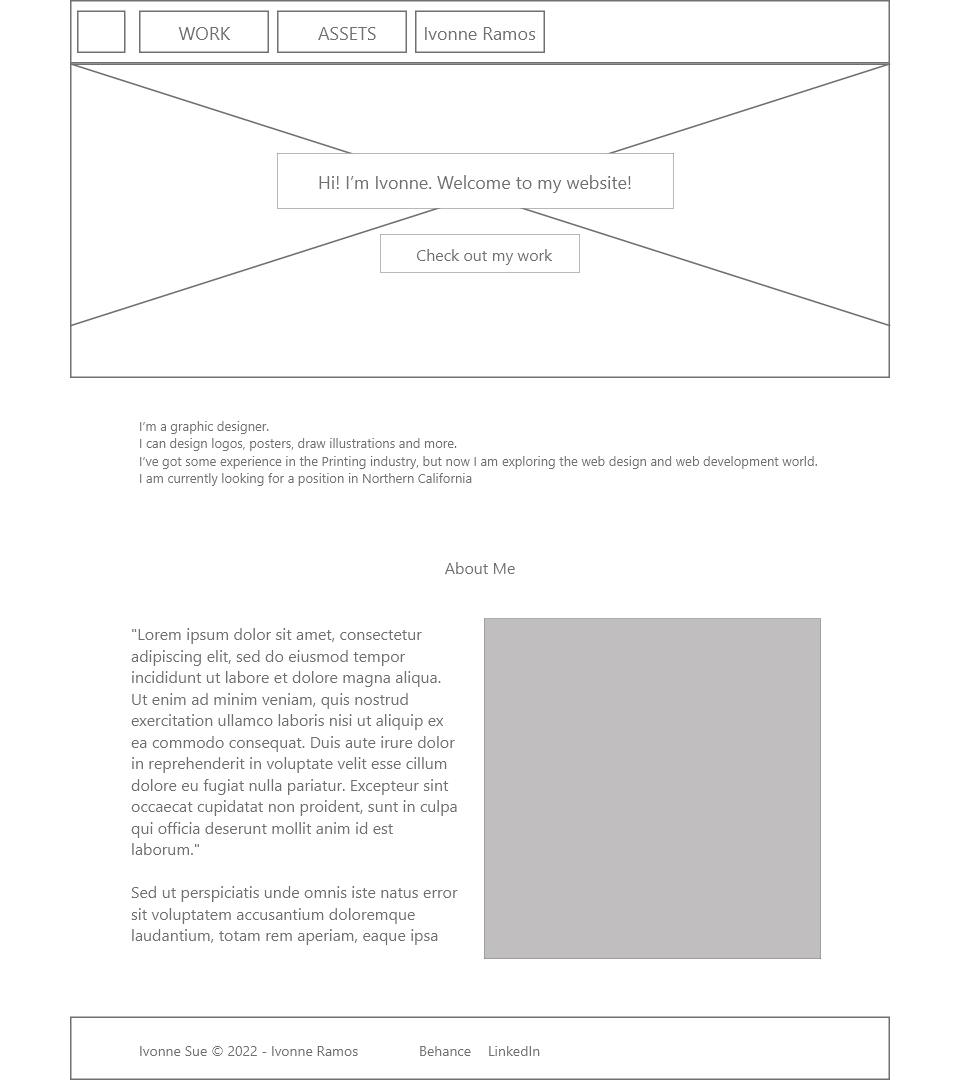 WORK
ASSETS
Ivonne Ramos
Hi! I’m Ivonne. Welcome to my website!
Check out my work
I’m a graphic designer.
I can design logos, posters, draw illustrations and more.
I’ve got some experience in the Printing industry, but now I am exploring the web design and web development world.
I am currently looking for a position in Northern California
About Me
"Lorem ipsum dolor sit amet, consectetur
adipiscing elit, sed do eiusmod tempor
incididunt ut labore et dolore magna aliqua.
Ut enim ad minim veniam, quis nostrud
exercitation ullamco laboris nisi ut aliquip ex
ea commodo consequat. Duis aute irure dolor
in reprehenderit in voluptate velit esse cillum
dolore eu fugiat nulla pariatur. Excepteur sint
occaecat cupidatat non proident, sunt in culpa
qui officia deserunt mollit anim id est
laborum."
Sed ut perspiciatis unde omnis iste natus error
sit voluptatem accusantium doloremque
laudantium, totam rem aperiam, eaque ipsa
Ivonne Sue © 2022 - Ivonne Ramos
Behance
LinkedIn